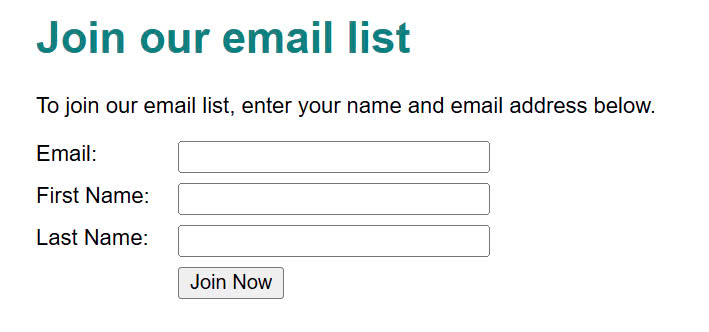 Join our email list
To join our email list, enter your name and email address below.
Email:
First Name:
Last Name:
Join Now